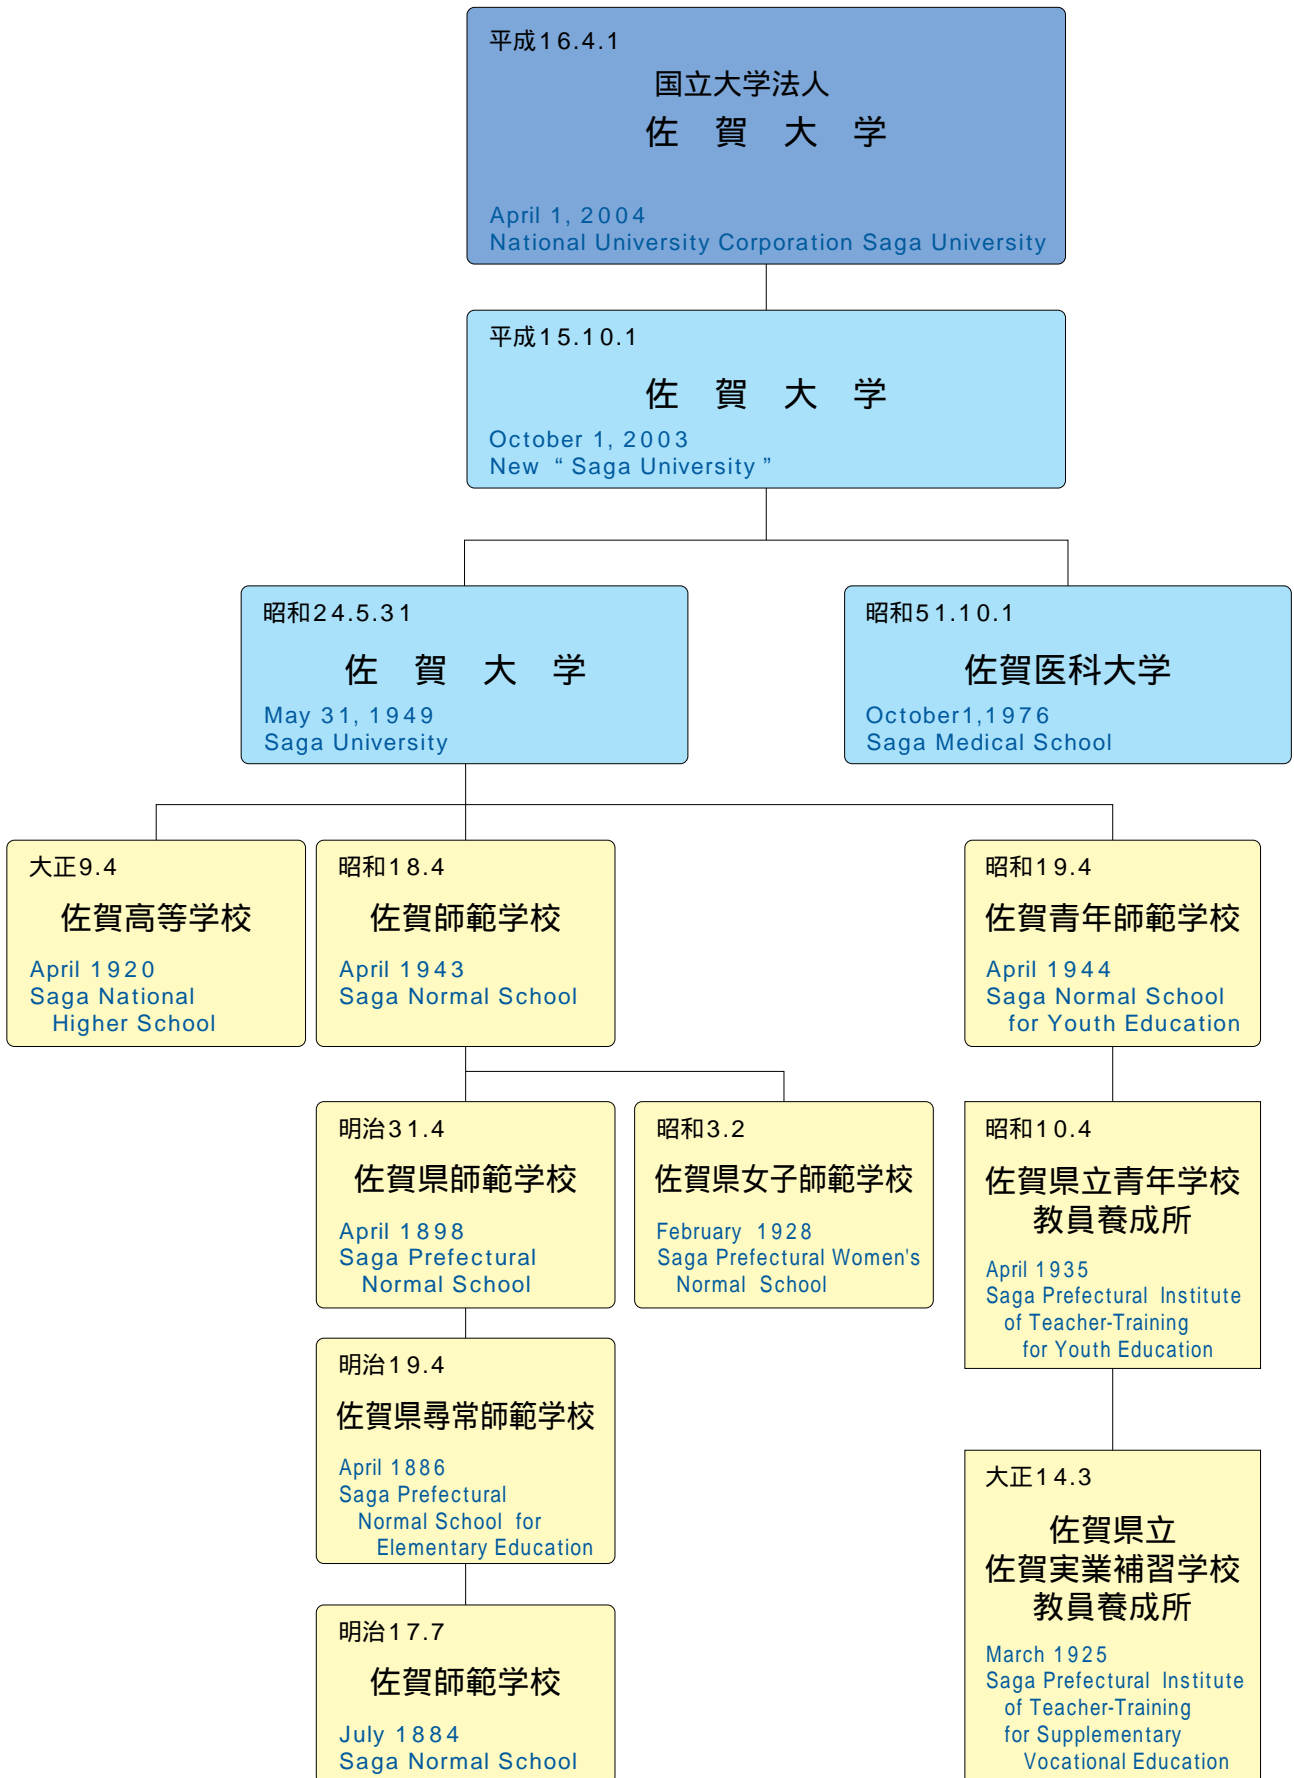 平成16.4.1
国立大学法人
佐 賀 大 学
April 1, 2004
National University Corporation Saga University
平成15.10.1
佐 賀 大 学
October 1, 2003
New “ Saga University ”
昭和24.5.31
佐 賀 大 学
May 31, 1949
Saga University
昭和51.10.1
佐賀医科大学
October1,1976
Saga Medical School
大正9.4
佐賀高等学校
April 1920
Saga National
Higher School
昭和18.4
佐賀師範学校
April 1943
Saga Normal School
昭和19.4
佐賀青年師範学校
April 1944
Saga Normal School
for Youth Education
明治31.4
佐賀県師範学校
April 1898
Saga Prefectural
Normal School
昭和3.2
佐賀県女子師範学校
February 1928
Saga Prefectural Women's
Normal School
昭和10.4
佐賀県立青年学校
教員養成所
April 1935
Saga Prefectural Institute
of Teacher-Training
for Youth Education
明治19.4
佐賀県尋常師範学校
April 1886
Saga Prefectural
Normal School for
Elementary Education
大正14.3
佐賀県立
佐賀実業補習学校
教員養成所
March 1925
Saga Prefectural Institute
of Teacher-Training
for Supplementary
Vocational Education
明治17.7
佐賀師範学校
July 1884
Saga Normal School